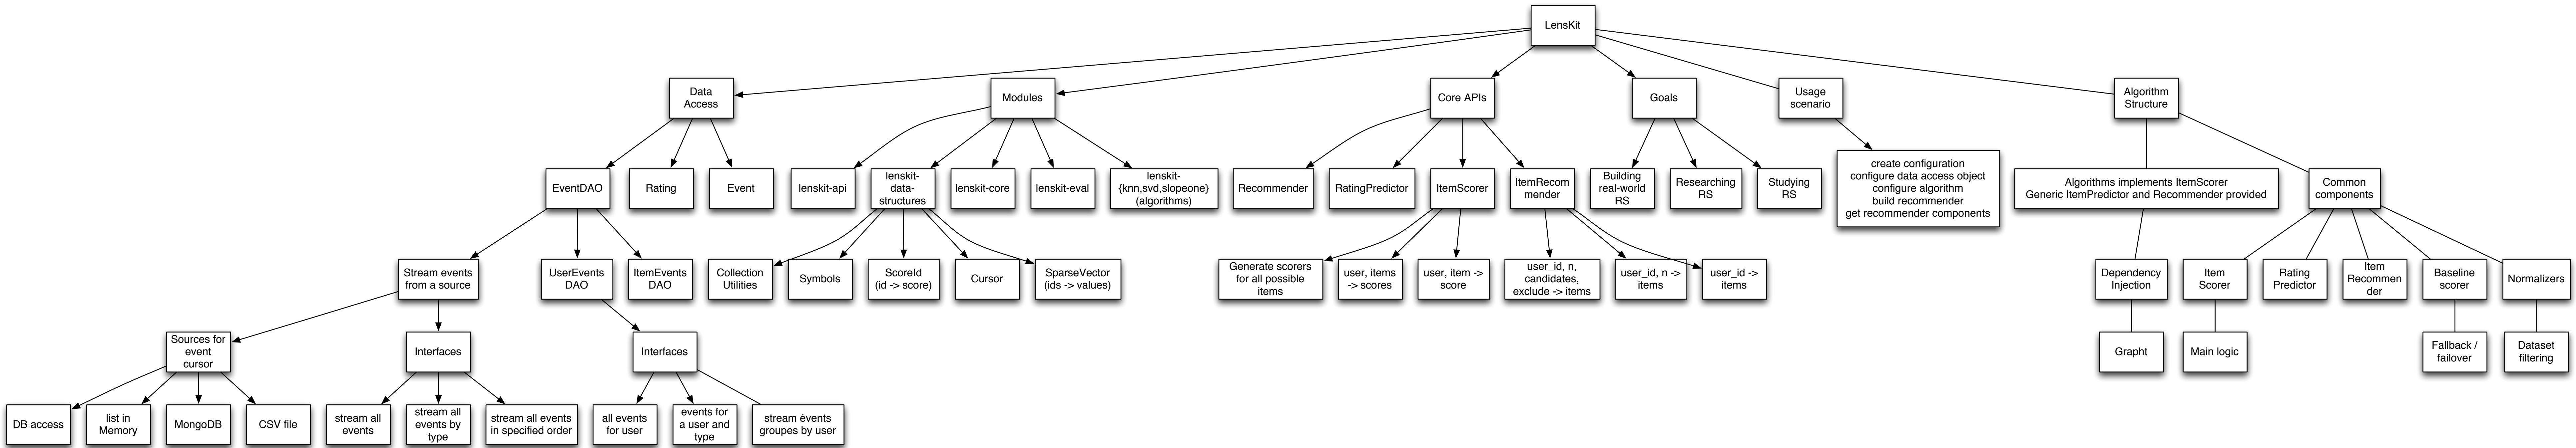 LensKit
Data
Access
Modules
Core APIs
Goals
Usage
scenario
Algorithm
Structure
EventDAO
Rating
Event
lenskit-api
lenskit-
data-
structures
lenskit-core
lenskit-eval
lenskit-
{knn,svd,slopeone}
(algorithms)
Recommender
RatingPredictor
ItemScorer
ItemRecom
mender
Building
real-world
RS
Researching
RS
Studying
RS
create configuration
configure data access object
configure algorithm
build recommender
get recommender components
Algorithms implements ItemScorer
Generic ItemPredictor and Recommender provided
Common
components
Stream events
from a source
UserEvents
DAO
ItemEvents
DAO
Collection
Utilities
Symbols
ScoreId
(id -> score)
Cursor
SparseVector
(ids -> values)
Generate scorers
for all possible
items
user, items
-> scores
user, item ->
score
user_id, n,
candidates,
exclude -> items
user_id, n ->
items
user_id ->
items
Dependency
Injection
Item
Scorer
Rating
Predictor
Item
Recommen
der
Baseline
scorer
Normalizers
Sources for
event
cursor
Interfaces
Interfaces
Grapht
Main logic
Fallback /
failover
Dataset
filtering
DB access
list in
Memory
MongoDB
CSV file
stream all
events
stream all
events by
type
stream all events
in specified order
all events
for user
events for
a user and
type
stream évents
groupes by user